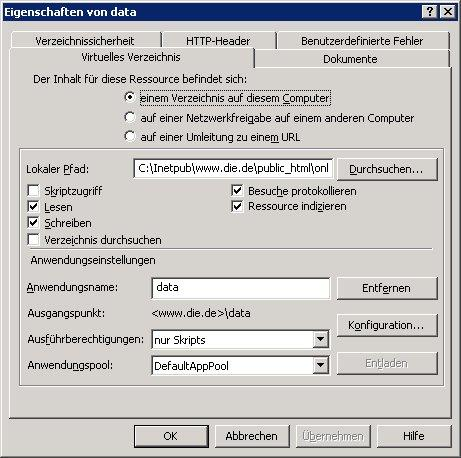 Eigenschaften von data
Verzeichnissicherheit HTTP-Header Benutzerdefinierte Fehler
Virtuelles Verzeichnis Dokumente
Der Inhalt für diese Ressource befindet sich:
einem Verzeichnis auf diesem Computer
auf einer Netzwerkfreigabe auf einem anderen Computer
auf einer Umleitung zu einem URL
Lokaler Pfad: C:\Inetpub\www.die.de\public_html\onl Durchsuchen...
Skriptzugriff Besuche protokollieren
Lesen Ressource indizieren
Schreiben
Verzeichnis durchsuchen
Anwendungseinstellungen
Anwendungsname: data Entfernen
Ausgangspunkt: <www.die.de>\data
Konfiguration...
Ausführberechtigungen: nur Skripts
Anwendungspool: DefaultAppPool Entladen
OK Abbrechen Übernehmen Hilfe